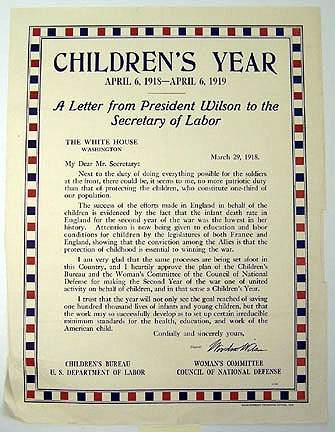 CHILDREN'S YEAR
APRIL 6, 1918—APRIL 6, 1919
A Letter from President Wilson to the
Secretary of Labor
THE WHITE HOUSE
WASHINGTON
March 29, 1918.
My Dear Mr. Secretary:
Next to the duty of doing everything possible for the soldiers
at the front, there could be, it seems to me, no more patriotic duty
than that of protecting the children, who constitute one-third of
our population.
The success of the efforts made in England in behalf of the
children is evidenced by the fact that the infant death rate in
England for the second year of the war was the lowest in her
history. Attention is now being given to education and labor
conditions for children by the legislatures of both France and
England, showing that the conviction among the Allies is that the
protection of childhood is essential to winning the war.
I am very glad that the same processes are being set afoot in
this Country, and I heartily approve the plan of the Children's
Bureau and the Woman's Committee of the Council of National
Defense for making the Second Year of the war one of united
activity on behalf of children, and in that sense a Children's Year.
I trust that the year will not only see the goal reached of saving
one hundred thousand lives of infants and young children, but that
the work may so successfully develop as to set up certain irreducible
minimum standards for the health, education, and work of the
American child.
Cordially and sincerely yours,
Woodrow Wilson
CHILDREN'S BUREAU
U. S. DEPARTMENT OF LABOR
WOMAN'S COMMITTEE
COUNCIL OF NATIONAL DEFENSE